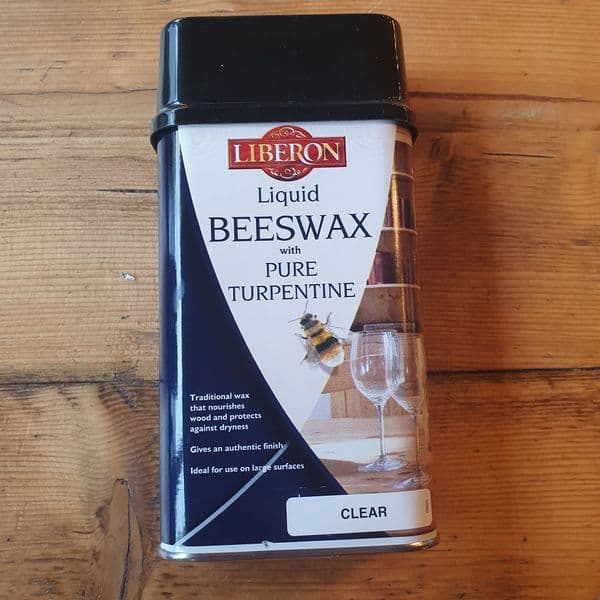 LIBERON
Liquid
BEESWAX
with
PURE
TURPENTINE
Traditional wax
that nourishes
wood and protects
against dryness
Gives an authentic finish
Ideal for use on large surfaces
CLEAR